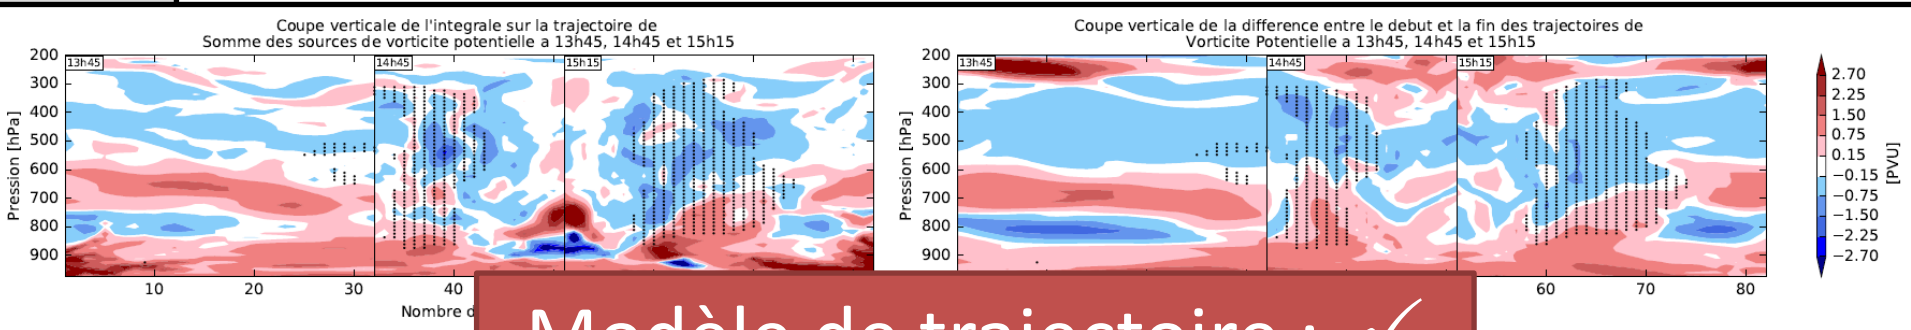 Coupe verticale de l'integrale sur la trajectoire de
Somme des sources de vorticite potentielle a 13h45, 14h45 et 15h15
200
300
400
500
600
700
800
900
Pression [hPa]
13h45
14h45
15h15
10
20
30
40
Nombre d
Coupe verticale de la difference entre le debut et la fin des trajectoires de
Vorticite Potentielle a 13h45, 14h45 et 15h15
200
300
400
500
600
700
800
900
Pression [hPa]
13h45
14h45
15h15
60
70
80
2.70
2.25
1.50
0.75
0.15
−0.15
−0.75
−1.50
−2.25
−2.70
[PVU]
Modèle de trajectoire : ✓